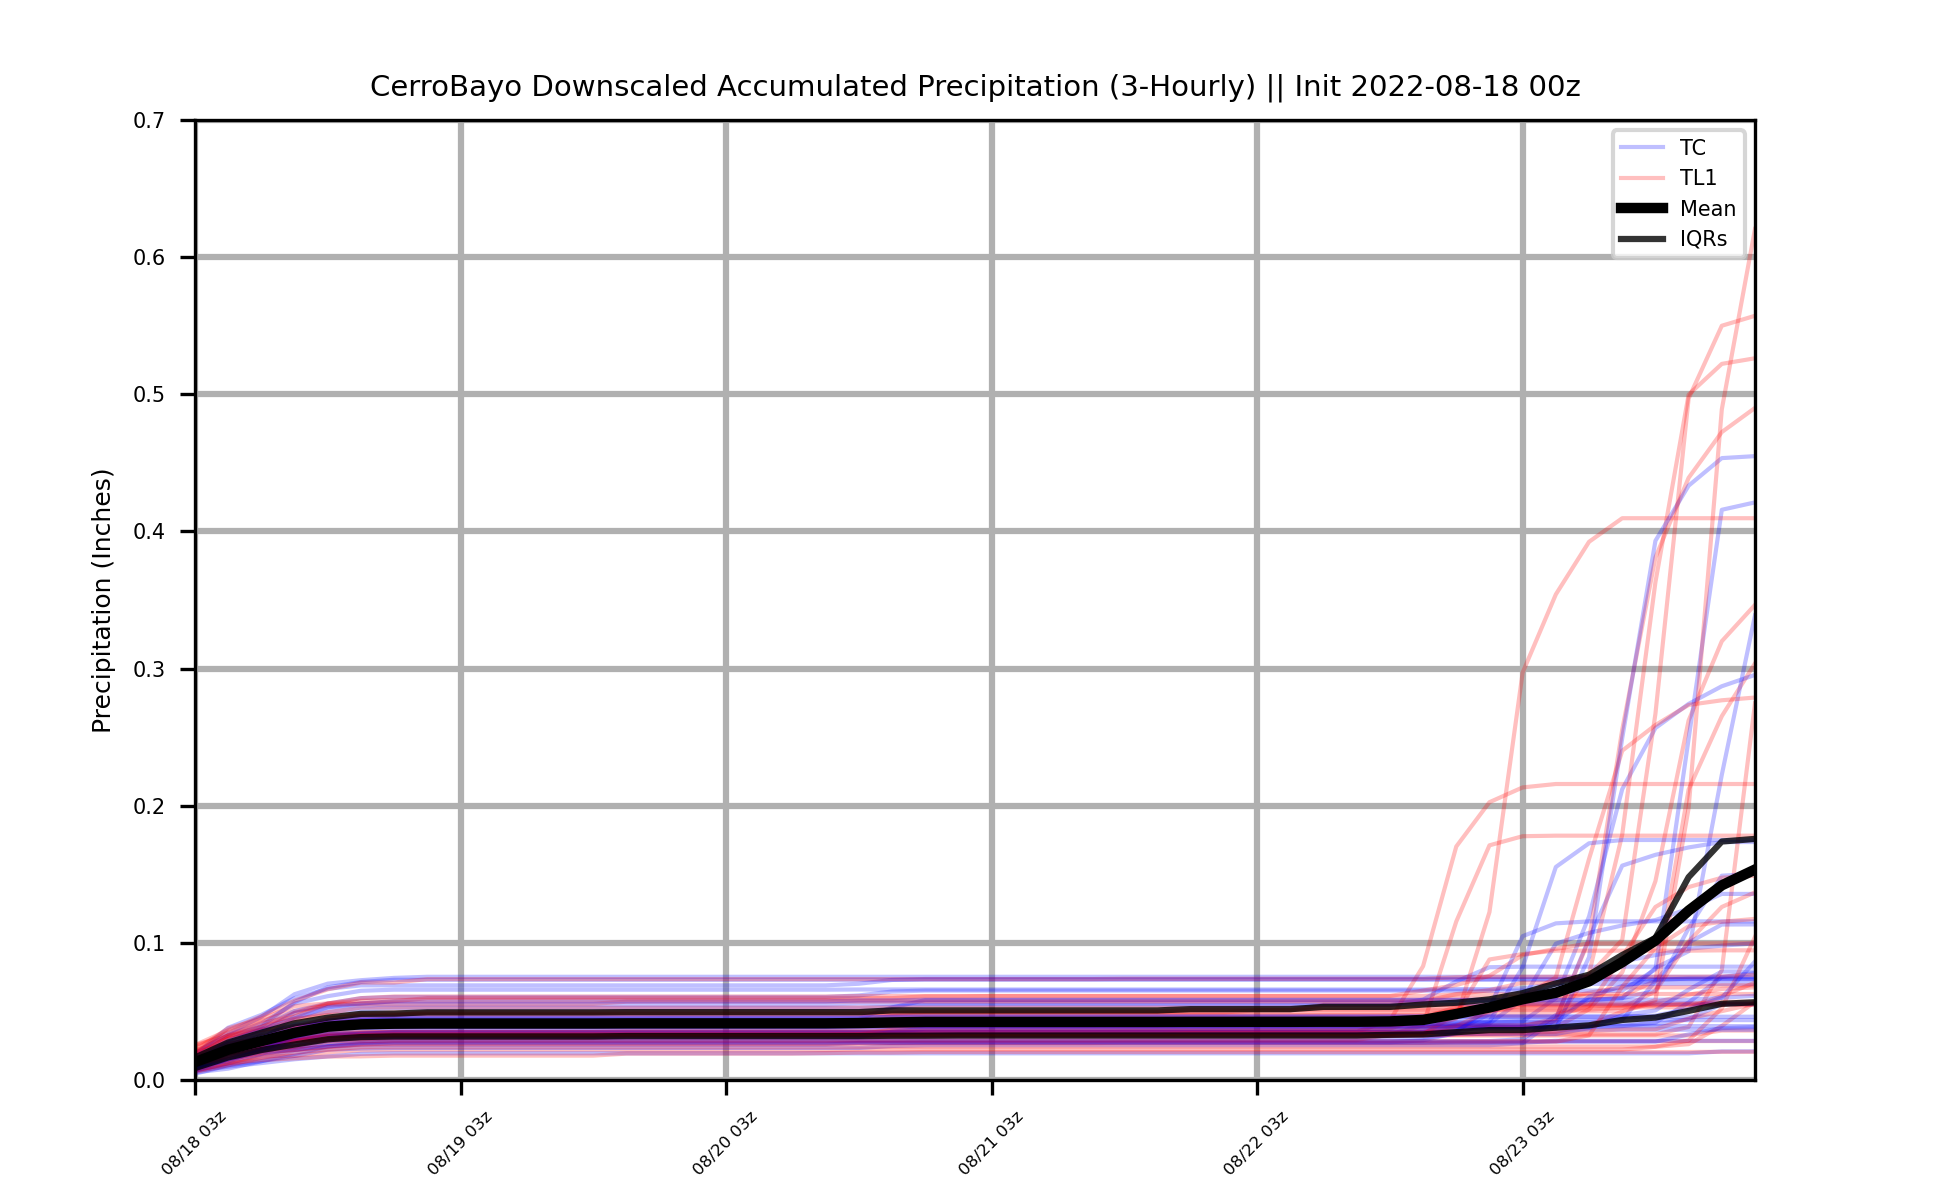 CerroBayo Downscaled Accumulated Precipitation (3-Hourly) || Init 2022-08-18 00z
TC
TL1
Mean
IQRs
Precipitation (Inches)
0.7
0.6
0.5
0.4
0.3
0.2
0.1
0.0
08/18 03z
08/19 03z
08/20 03z
08/21 03z
08/22 03z
08/23 03z